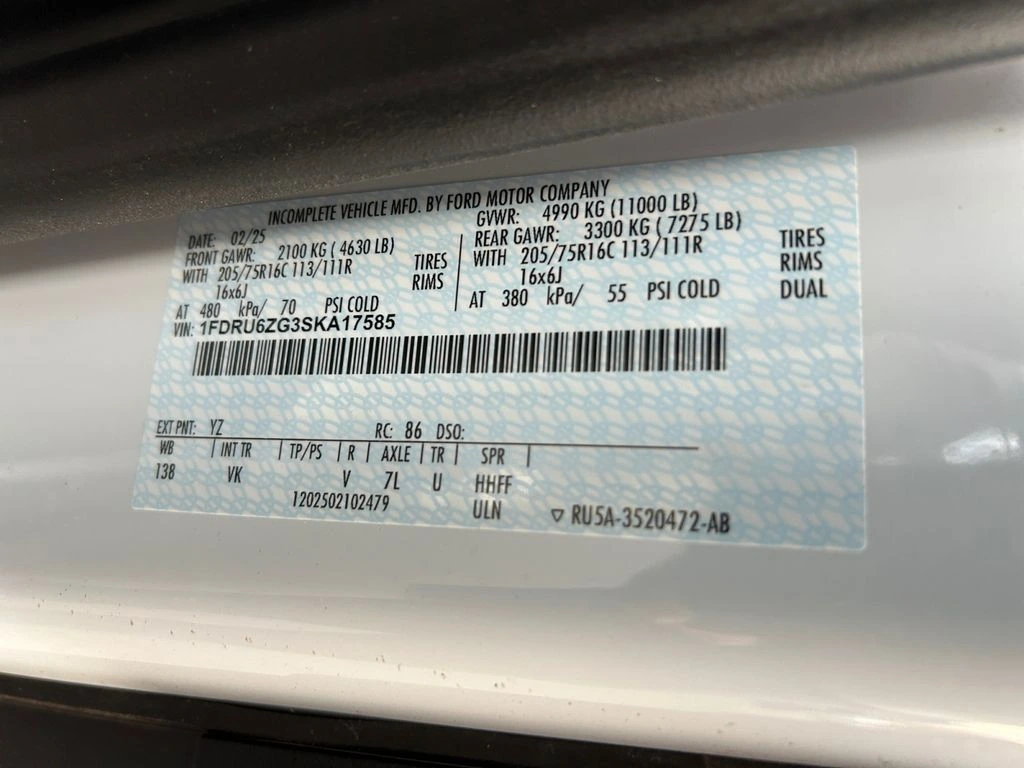 INCOMPLETE VEHICLE MFD. BY FORD MOTOR COMPANY
DATE: 02/25 GVWR: 4990 KG (11000 LB)
FRONT GAWR: 2100 KG ( 4630 LB) REAR GAWR: 3300 KG ( 7275 LB)
WITH 205/75R16C 113/111R TIRES WITH 205/75R16C 113/111R TIRES
16x6J RIMS 16x6J RIMS
AT 480 kPa/ 70 PSI COLD AT 380 kPa/ 55 PSI COLD DUAL
VIN: 1FDRU6ZG3SKA17585
EXT PNT: YZ RC: 86 DSO:
WB | INT TR | TP/PS | R | AXLE | TR | SPR
138 VK V 7L U HHFF
1202502102479 ULN ▽ RU5A-3520472-AB